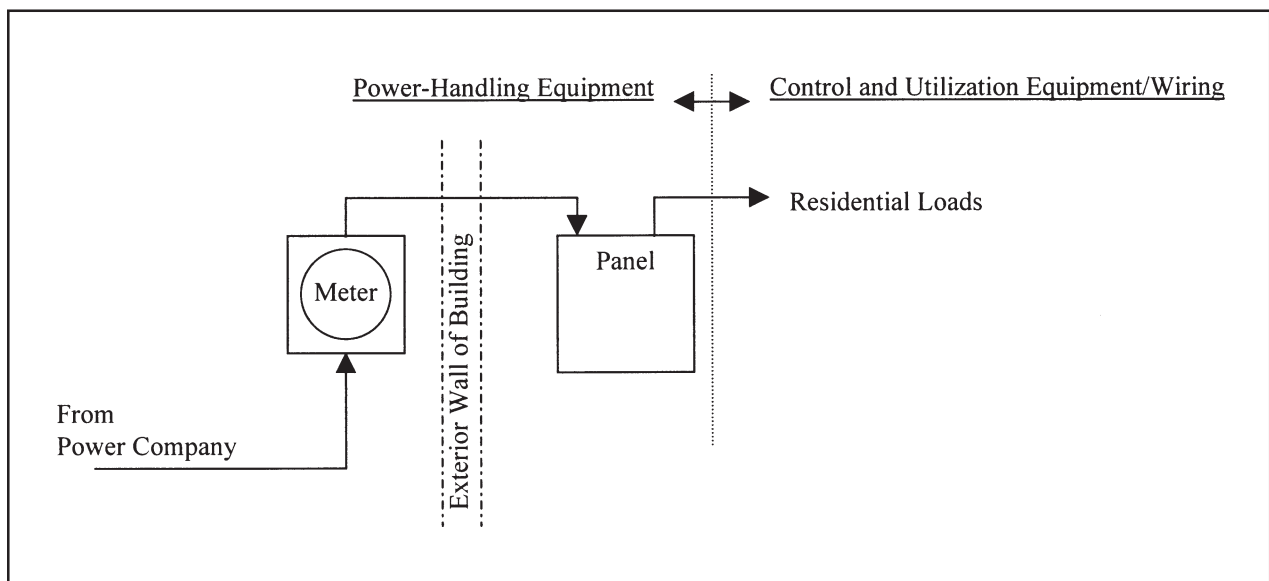 Power-Handling Equipment
Control and Utilization Equipment/Wiring
Residential Loads
Panel
Meter
Exterior Wall of Building
From
Power Company